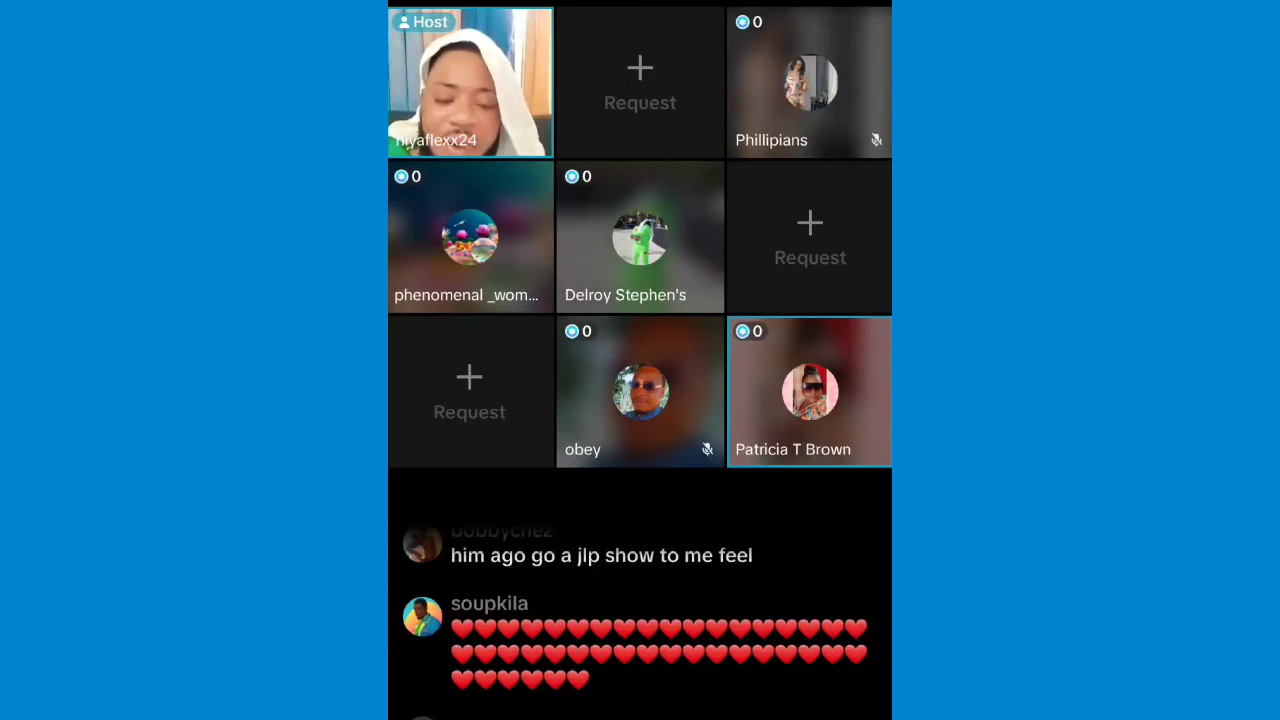 Host
niyaflexx24
Request
0
Phillipians
0
phenomenal _wom...
0
Delroy Stephen's
Request
Request
0
obey
0
Patricia T Brown
bobbychez
him ago go a jlp show to me feel
soupkila
❤️❤️❤️❤️❤️❤️❤️❤️❤️❤️❤️❤️❤️❤️❤️❤️❤️❤️
❤️❤️❤️❤️❤️❤️❤️❤️❤️❤️❤️❤️❤️❤️❤️❤️❤️❤️
❤️❤️❤️❤️❤️❤️